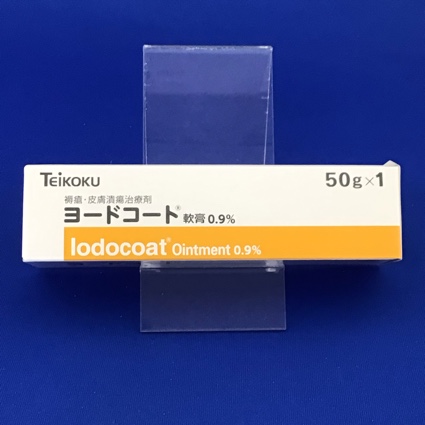 TEIKOKU
50g×1
褥瘡・皮膚潰瘍治療剤
ヨードコート® 軟膏 0.9%
Iodocoat® Ointment 0.9%